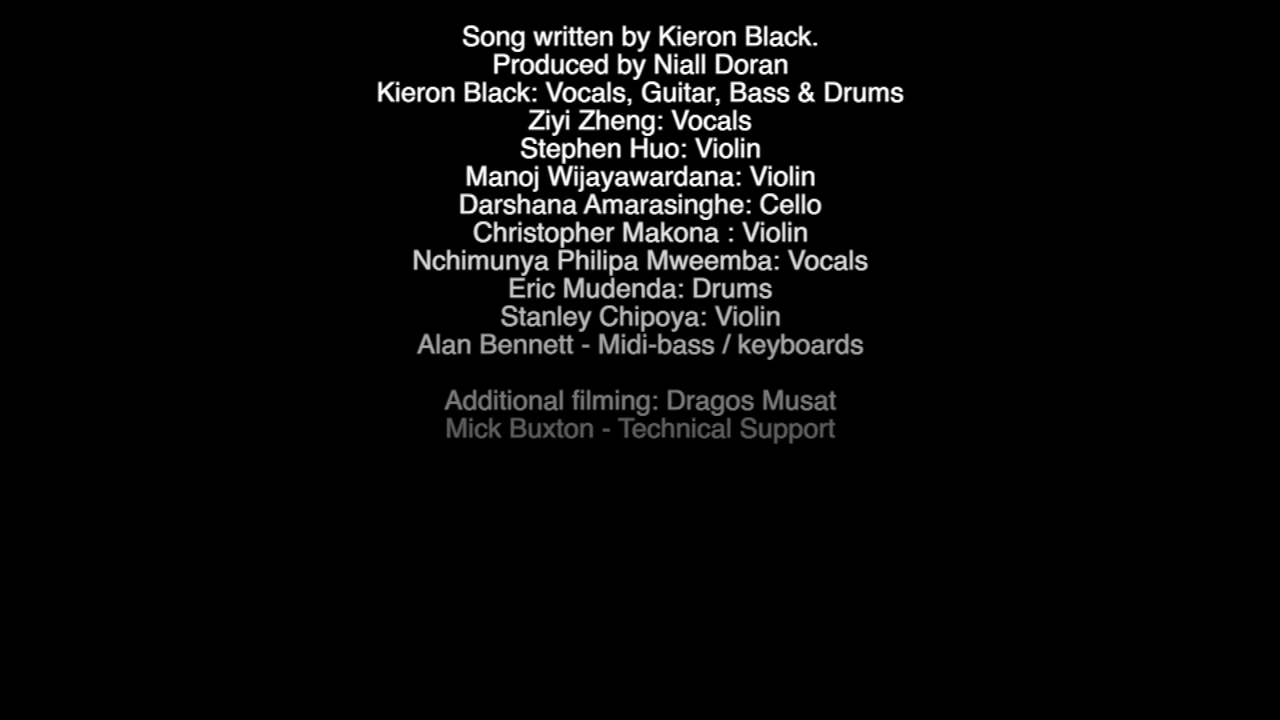 Song written by Kieron Black.
Produced by Niall Doran
Kieron Black: Vocals, Guitar, Bass & Drums
Ziyi Zheng: Vocals
Stephen Huo: Violin
Manoj Wijayawardana: Violin
Darshana Amarasinghe: Cello
Christopher Makona : Violin
Nchimunya Philipa Mweemba: Vocals
Eric Mudenda: Drums
Stanley Chipoya: Violin
Alan Bennett - Midi-bass / keyboards
Additional filming: Dragos Musat
Mick Buxton - Technical Support